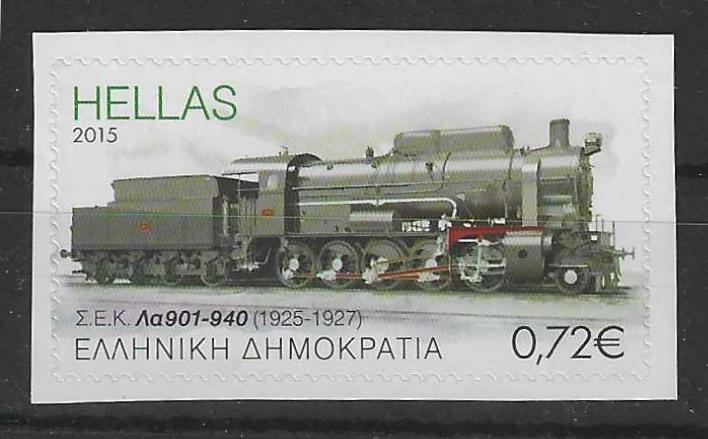 HELLAS
2015
Σ.Ε.Κ. Λα901-940 (1925-1927)
ΕΛΛΗΝΙΚΗ ΔΗΜΟΚΡΑΤΙΑ 0,72€